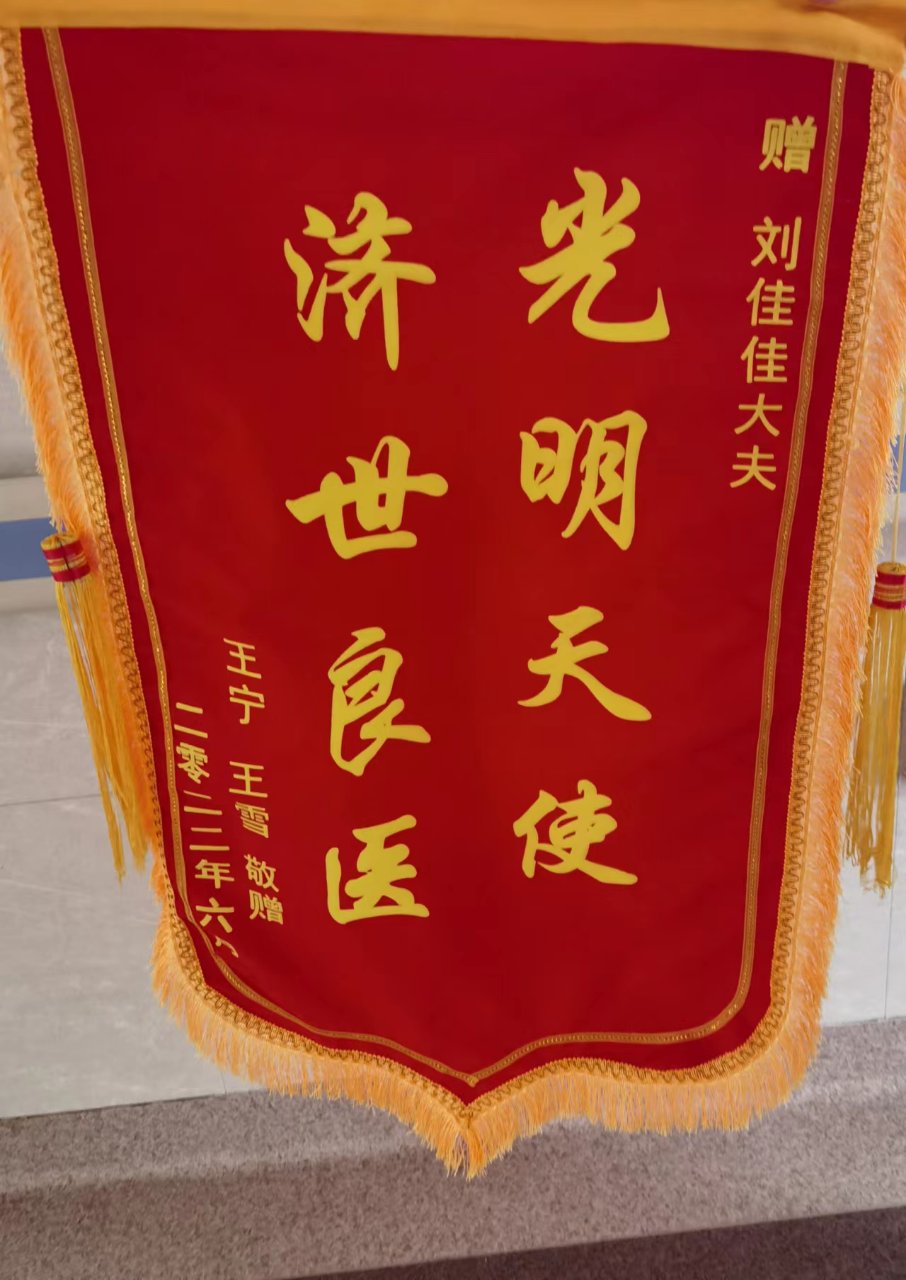 赠 刘佳佳大夫
光明天使
济世良医
王宁 王雪 敬赠
二零二二年六